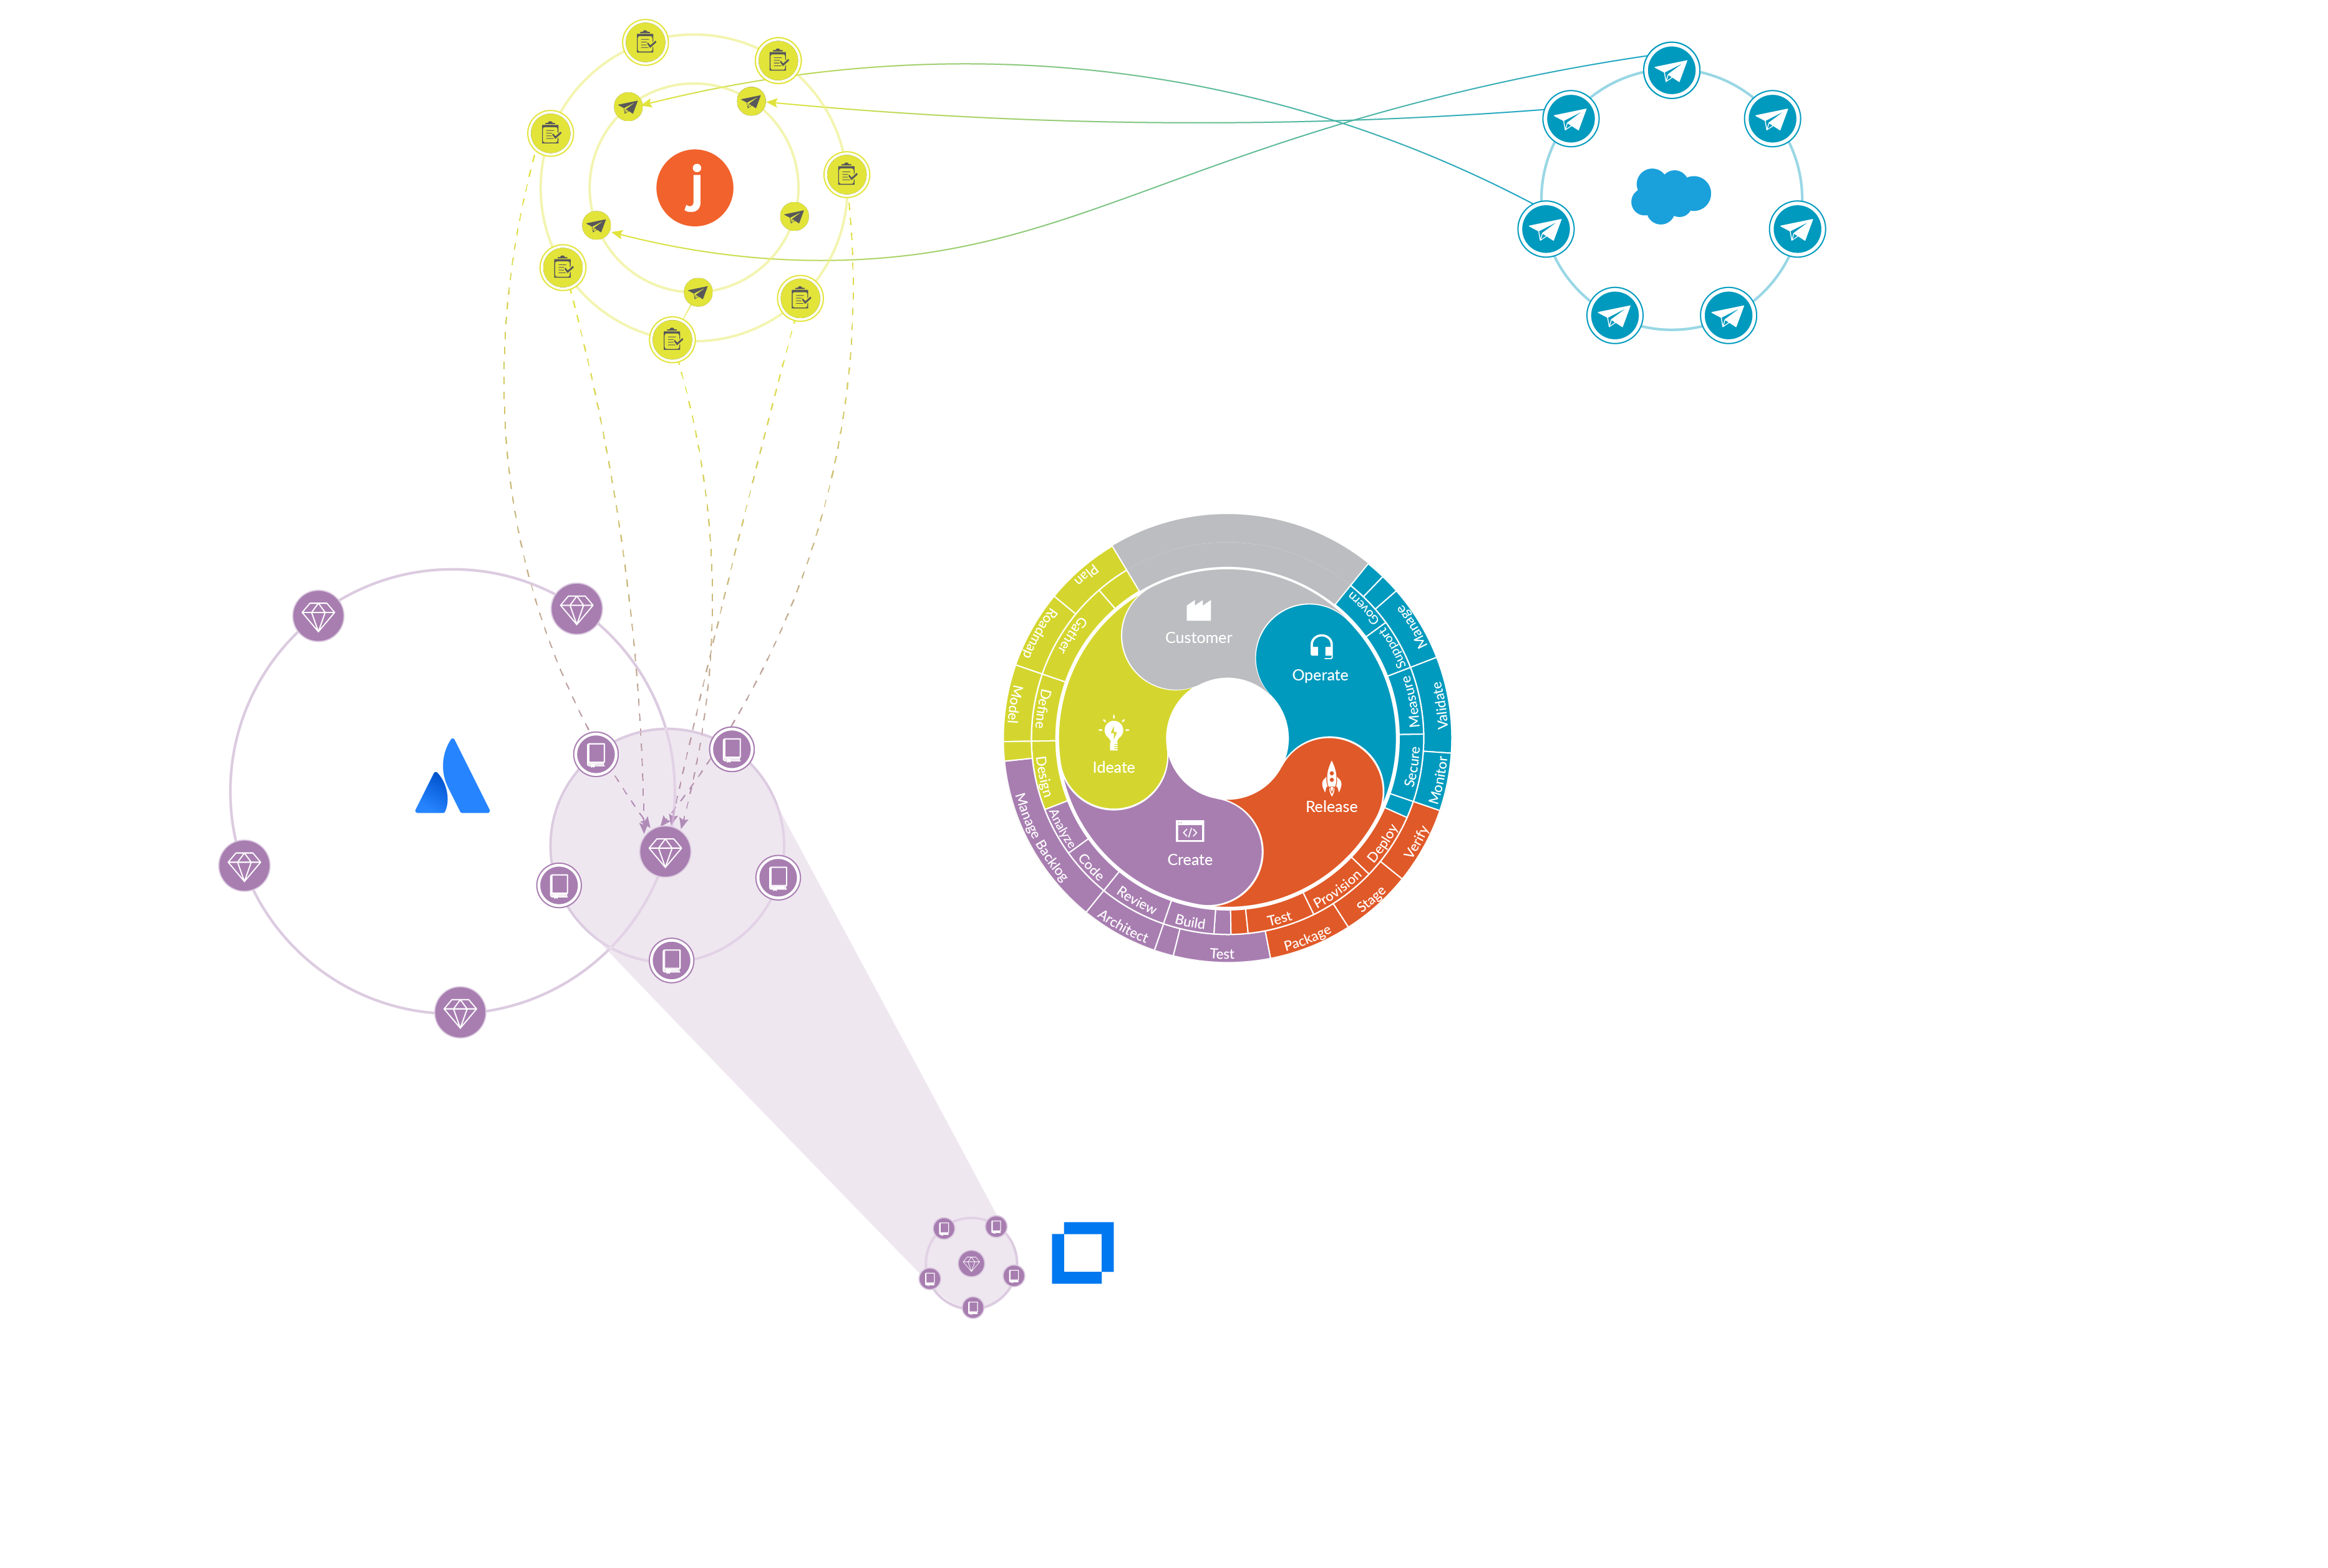 j
Customer
Operate
Ideate
Release
Create
Plan
Roadmap
Model
Gather
Define
Design
Manage Backlog
Analyze
Code
Review
Build
Architect
Test
Test
Package
Provision
Stage
Deploy
Verify
Govern
Support
Manage
Measure
Validate
Secure
Monitor